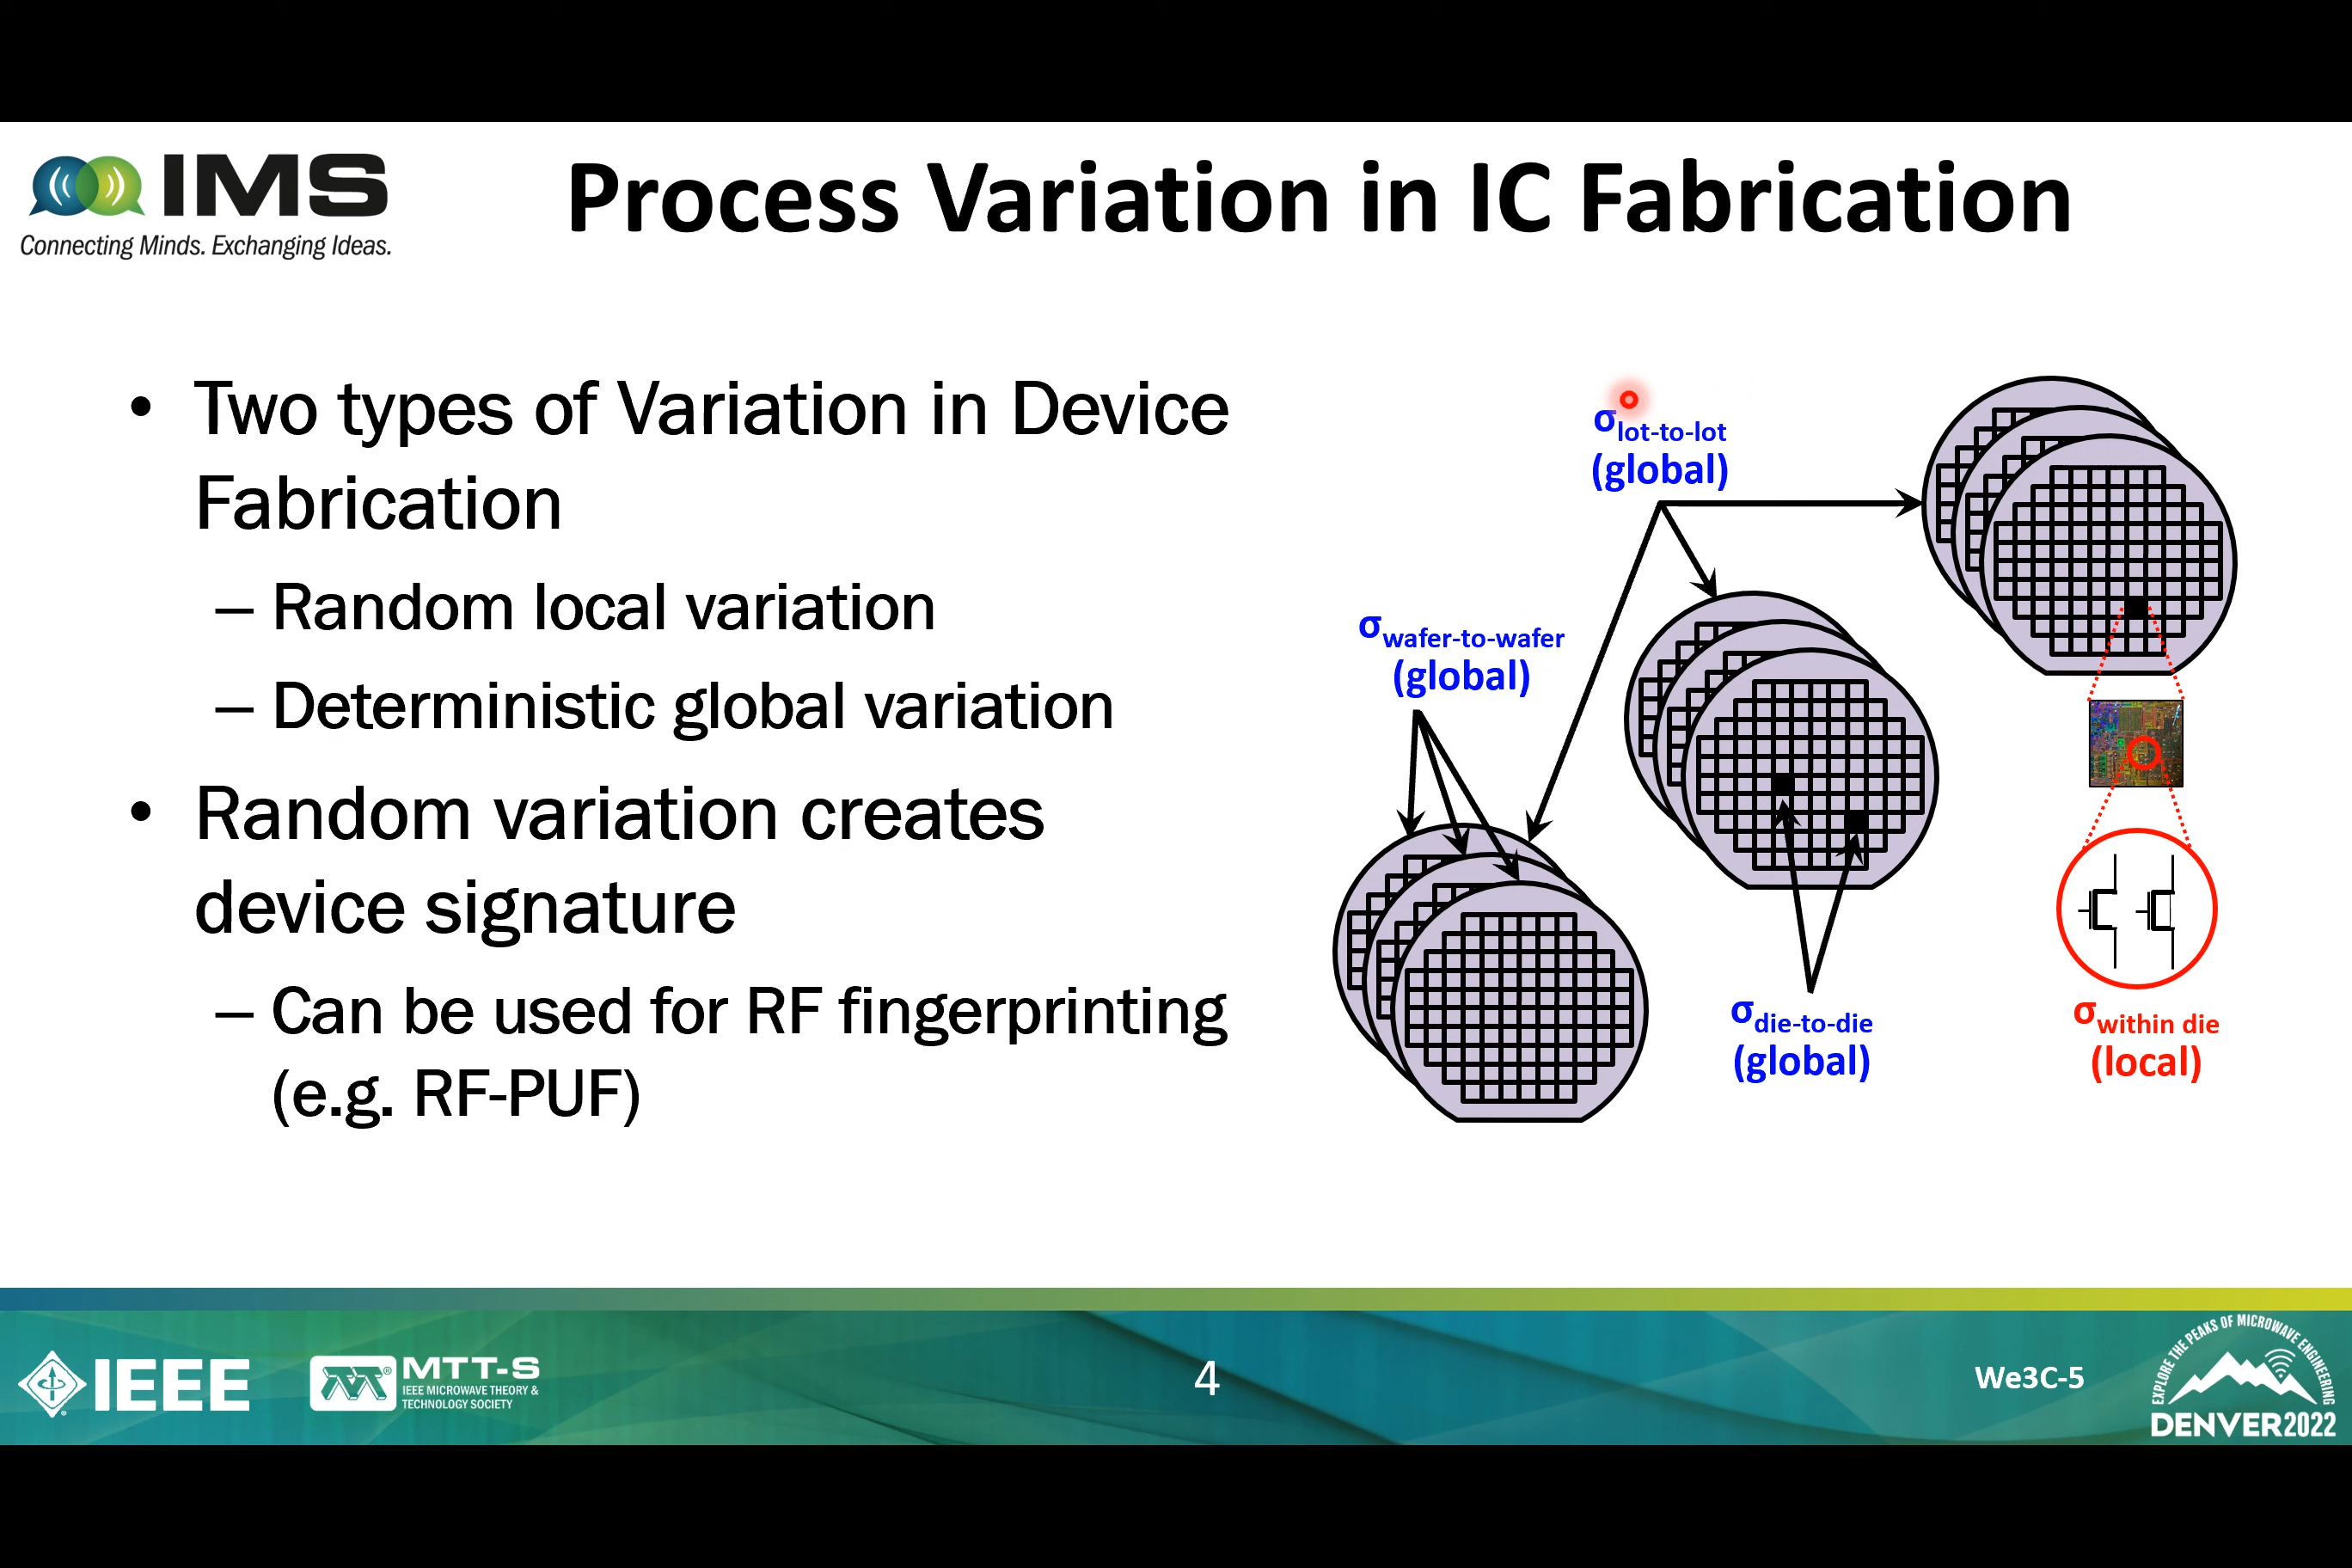 IMS
Connecting Minds. Exchanging Ideas.
Process Variation in IC Fabrication
• Two types of Variation in Device
Fabrication
– Random local variation
– Deterministic global variation
• Random variation creates
device signature
– Can be used for RF fingerprinting
(e.g. RF-PUF)
σlot-to-lot
(global)
σwafer-to-wafer
(global)
σdie-to-die
(global)
σwithin die
(local)
IEEE
MTT-S
IEEE MICROWAVE THEORY &
TECHNOLOGY SOCIETY
4
We3C-5
EXPLORE THE PEAKS OF MICROWAVE ENGINEERING
DENVER2022